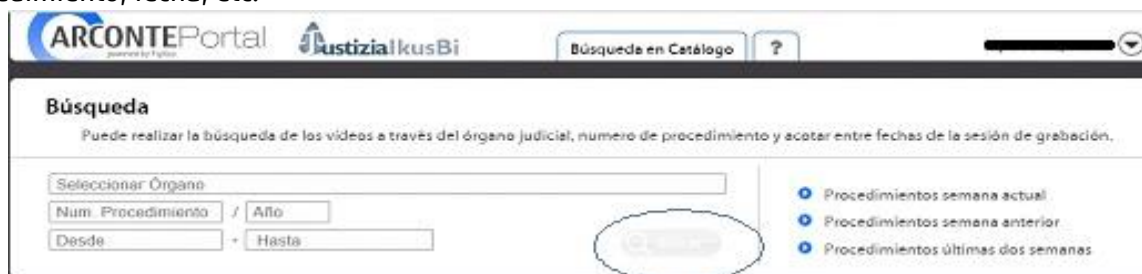 ARCONTEPortal
JustiziaIkusBi
Búsqueda en Catálogo
?
Búsqueda
Puede realizar la búsqueda de los vídeos a través del órgano judicial, numero de procedimiento y acotar entre fechas de la sesión de grabación.
Seleccionar Órgano
Num. Procedimiento / Año
Desde - Hasta
Procedimientos semana actual
Procedimientos semana anterior
Procedimientos últimas dos semanas